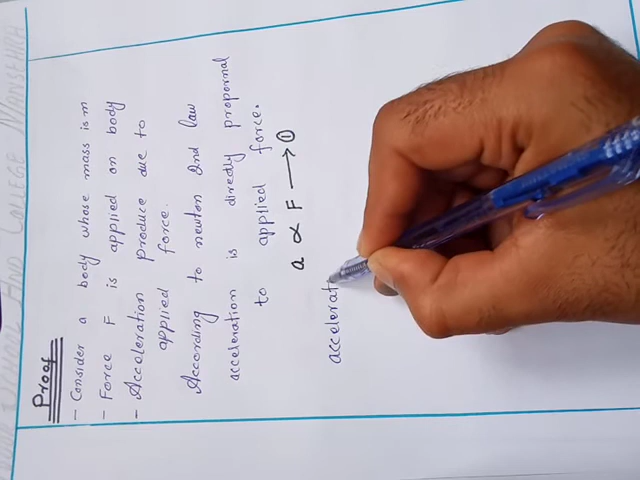 Proof
- Consider a body whose mass is m
- Force F is applied on body
- Acceleration produce due to
applied force.
According to newton 2nd law
acceleration is directly propornal
to applied force.
a ∝ F → ①
accelerat